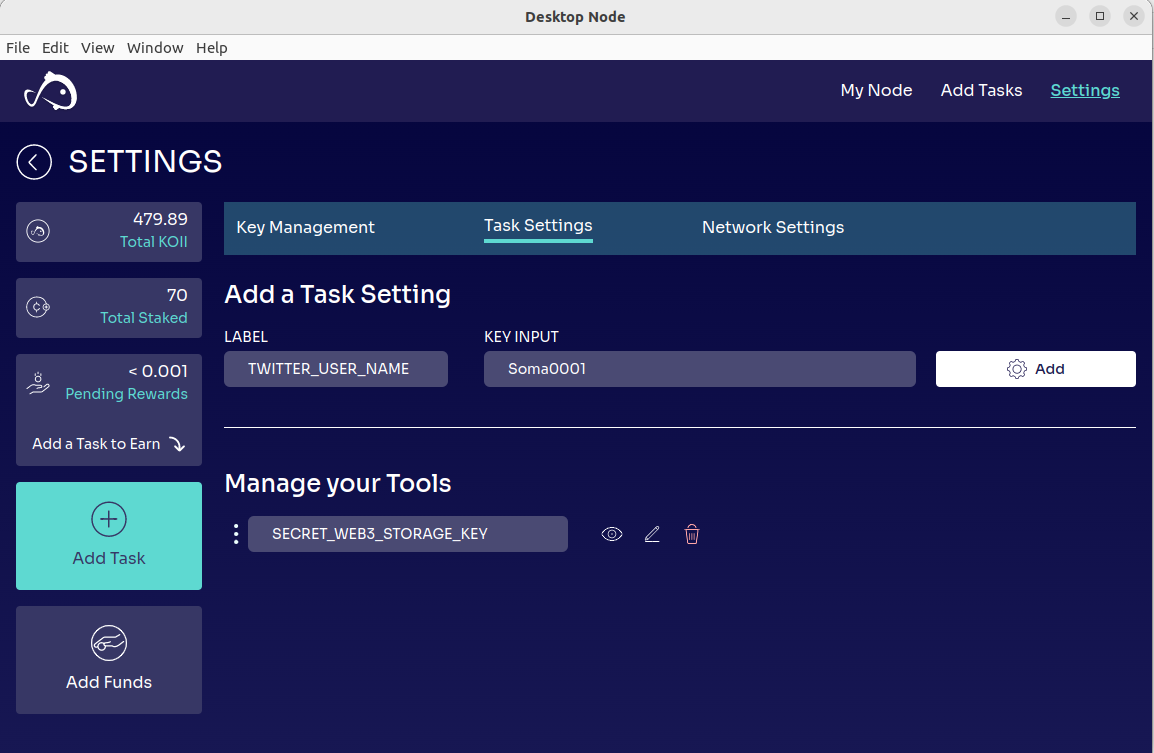 Desktop Node
File Edit View Window Help
My Node Add Tasks Settings
SETTINGS
479.89
Total KOII
70
Total Staked
< 0.001
Pending Rewards
Add a Task to Earn
Add Task
Add Funds
Key Management Task Settings Network Settings
Add a Task Setting
LABEL KEY INPUT
TWITTER_USER_NAME Soma0001 Add
Manage your Tools
SECRET_WEB3_STORAGE_KEY